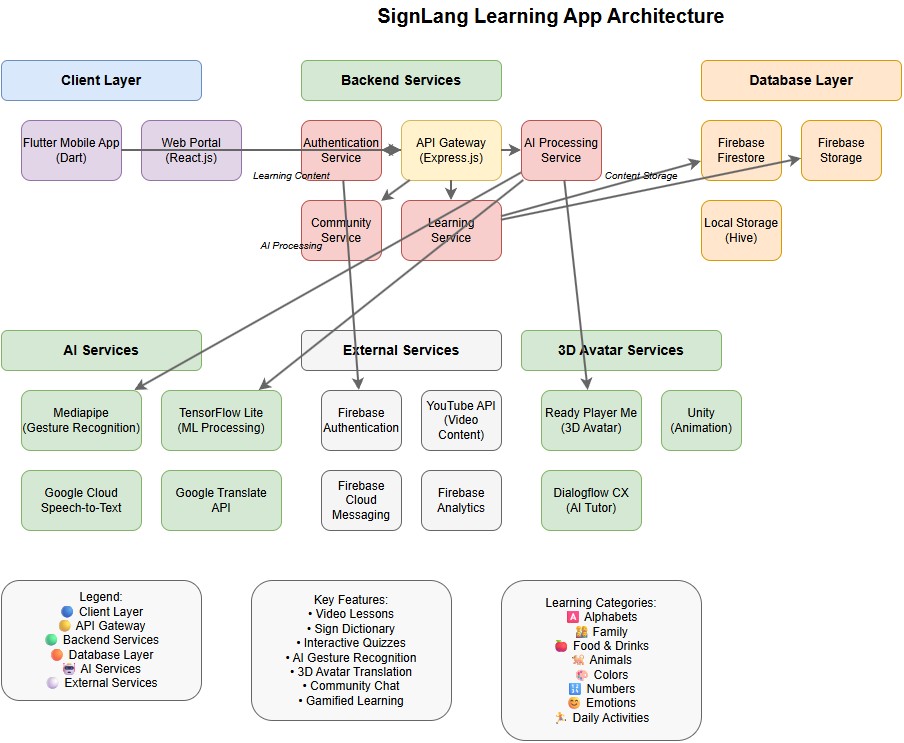 SignLang Learning App Architecture
Client Layer
Backend Services
Database Layer
Flutter Mobile App
(Dart)
Web Portal
(React.js)
Authentication
Service
API Gateway
(Express.js)
AI Processing
Service
Firebase
Firestore
Firebase
Storage
Learning Content
Content Storage
Community
Service
Learning
Service
Local Storage
(Hive)
AI Processing
AI Services
External Services
3D Avatar Services
Mediapipe
(Gesture Recognition)
TensorFlow Lite
(ML Processing)
Firebase
Authentication
YouTube API
(Video
Content)
Ready Player Me
(3D Avatar)
Unity
(Animation)
Google Cloud
Speech-to-Text
Google Translate
API
Firebase
Cloud
Messaging
Firebase
Analytics
Dialogflow CX
(AI Tutor)
Legend:
Client Layer
API Gateway
Backend Services
Database Layer
AI Services
External Services
Key Features:
• Video Lessons
• Sign Dictionary
• Interactive Quizzes
• AI Gesture Recognition
• 3D Avatar Translation
• Community Chat
• Gamified Learning
Learning Categories:
🅰 Alphabets
Family
Food & Drinks
Animals
Colors
🔢 Numbers
Emotions
Daily Activities